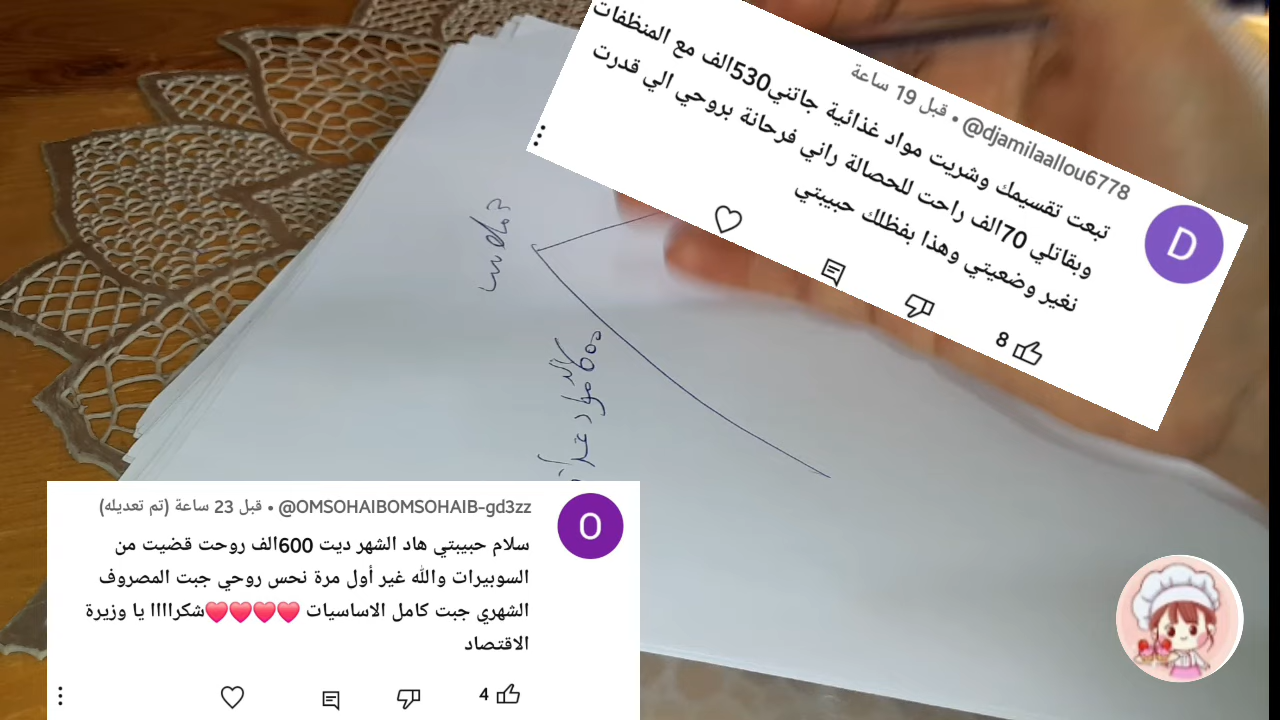 @djamilaallou6778 • قبل 19 ساعة
تبعت تقسيمك وشريت مواد غذائية جاتني530الف مع المنظفات
وبقاتلي 70الف راحت للحصالة راني فرحانة بروحي الي قدرت
نغير وضعيتي وهذا بفظلك حبيبتي
8
D
600 مواد
@OMSOHAIBOMSOHAIB-gd3zz • قبل 23 ساعة (تم تعديله)
O
سلام حبيبتي هاد الشهر ديت 600الف روحت قضيت من
السوبيرات والله غير أول مرة نحس روحي جبت المصروف
الشهري جبت كامل الاساسيات ❤️❤️❤️❤️شكراااا يا وزيرة
الاقتصاد
4